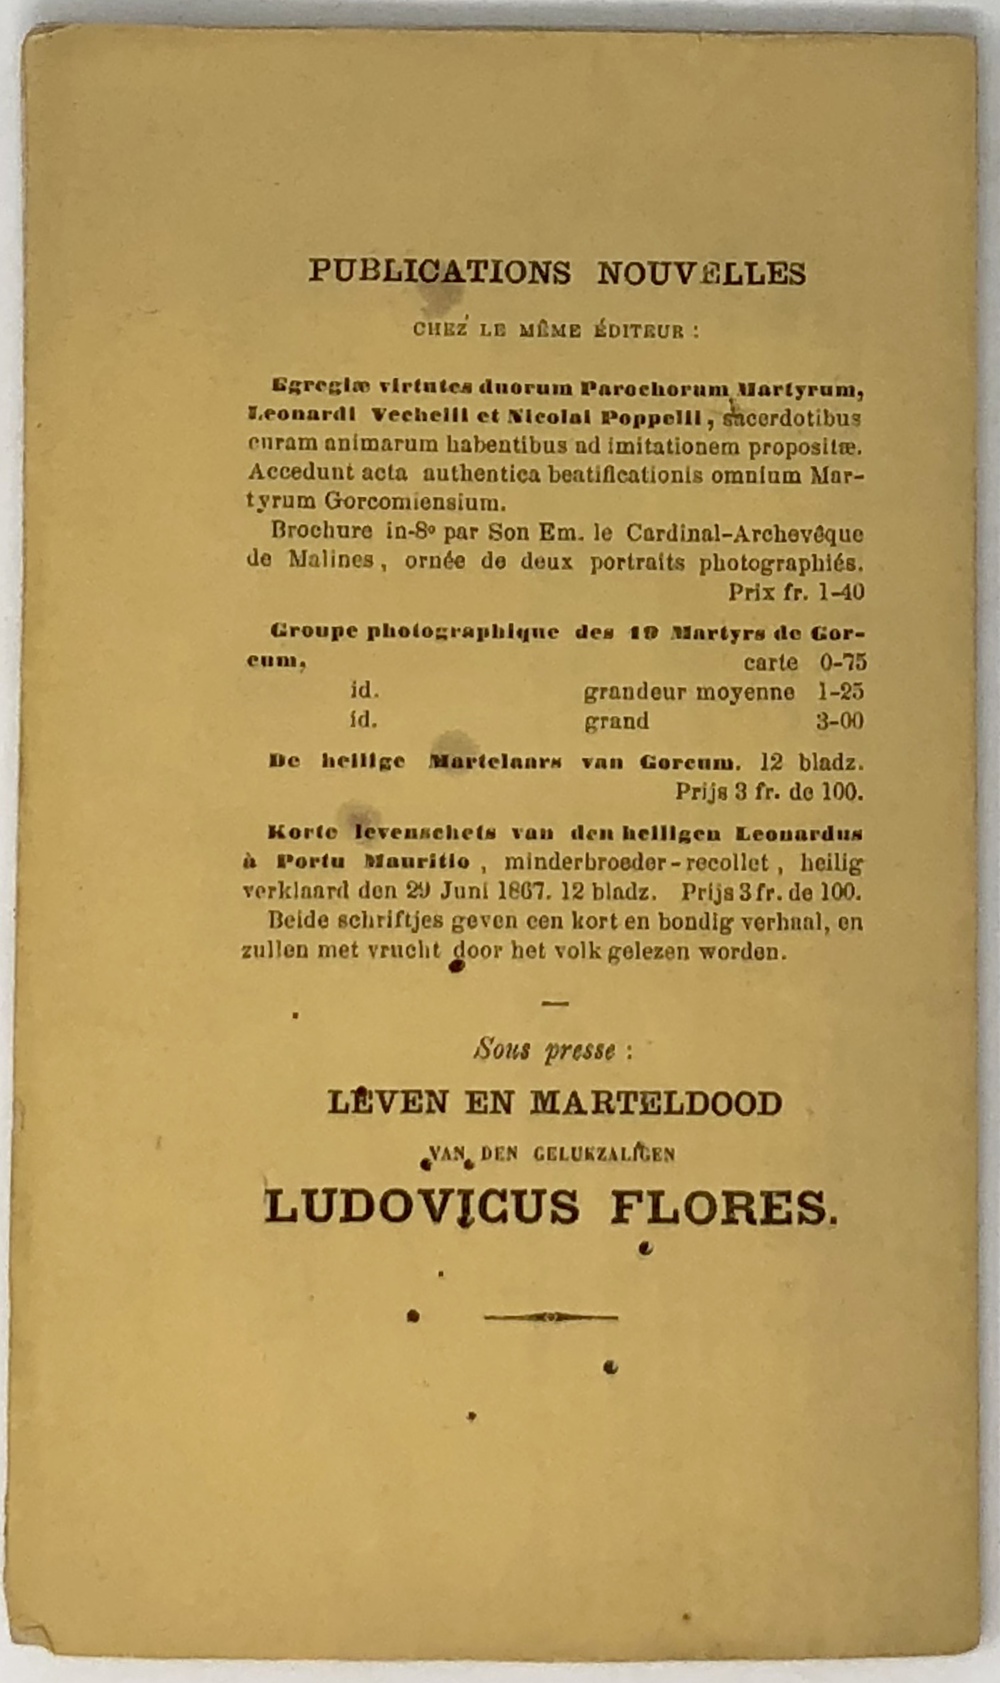 PUBLICATIONS NOUVELLES
CHEZ LE MÊME ÉDITEUR :
Egregiæ virtutes duorum Parochorum Martyrum,
Leonardi Vechelii et Nicolai Poppelii, sacerdotibus
curam animarum habentibus ad imitationem propositæ.
Accedunt acta authentica beatificationis omnium Mar-
tyrum Gorcomiensium.
Brochure in-8º par Son Em. le Cardinal-Archevêque
de Malines, ornée de deux portraits photographiés.
Prix fr. 1-40
Groupe photographique des 19 Martyrs de Gor-
cum, carte 0-75
id. grandeur moyenne 1-25
id. grand 3-00
De heilige Martelaars van Gorcum. 12 bladz.
Prijs 3 fr. de 100.
Korte levenschets van den heiligen Leonardus
à Portu Mauritio, minderbroeder-recollet, heilig
verklaard den 29 Juni 1867. 12 bladz. Prijs 3 fr. de 100.
Beide schriftjes geven een kort en bondig verhaal, en
zullen met vrucht door het volk gelezen worden.
Sous presse :
LEVEN EN MARTELDOOD
VAN DEN GELUKZALIGEN
LUDOVICUS FLORES.